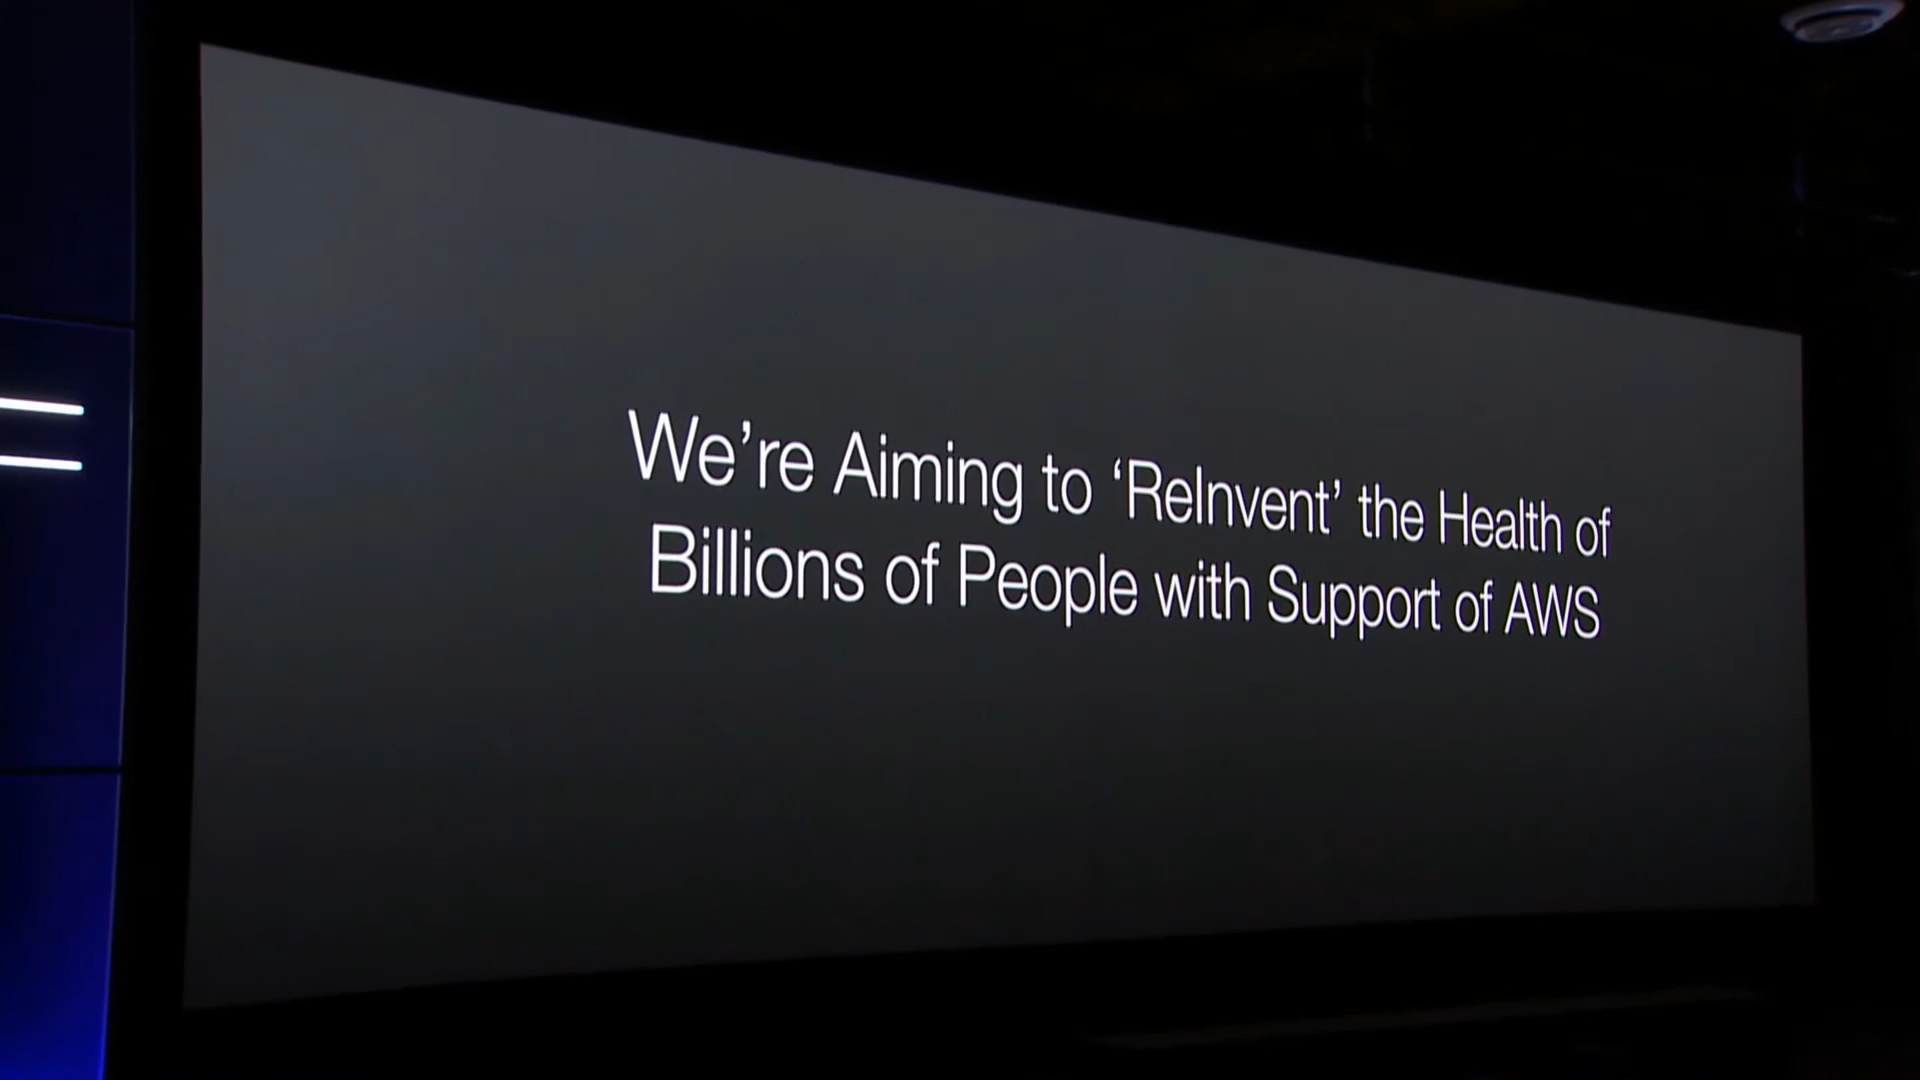 We’re Aiming to ‘ReInvent’ the Health of
Billions of People with Support of AWS